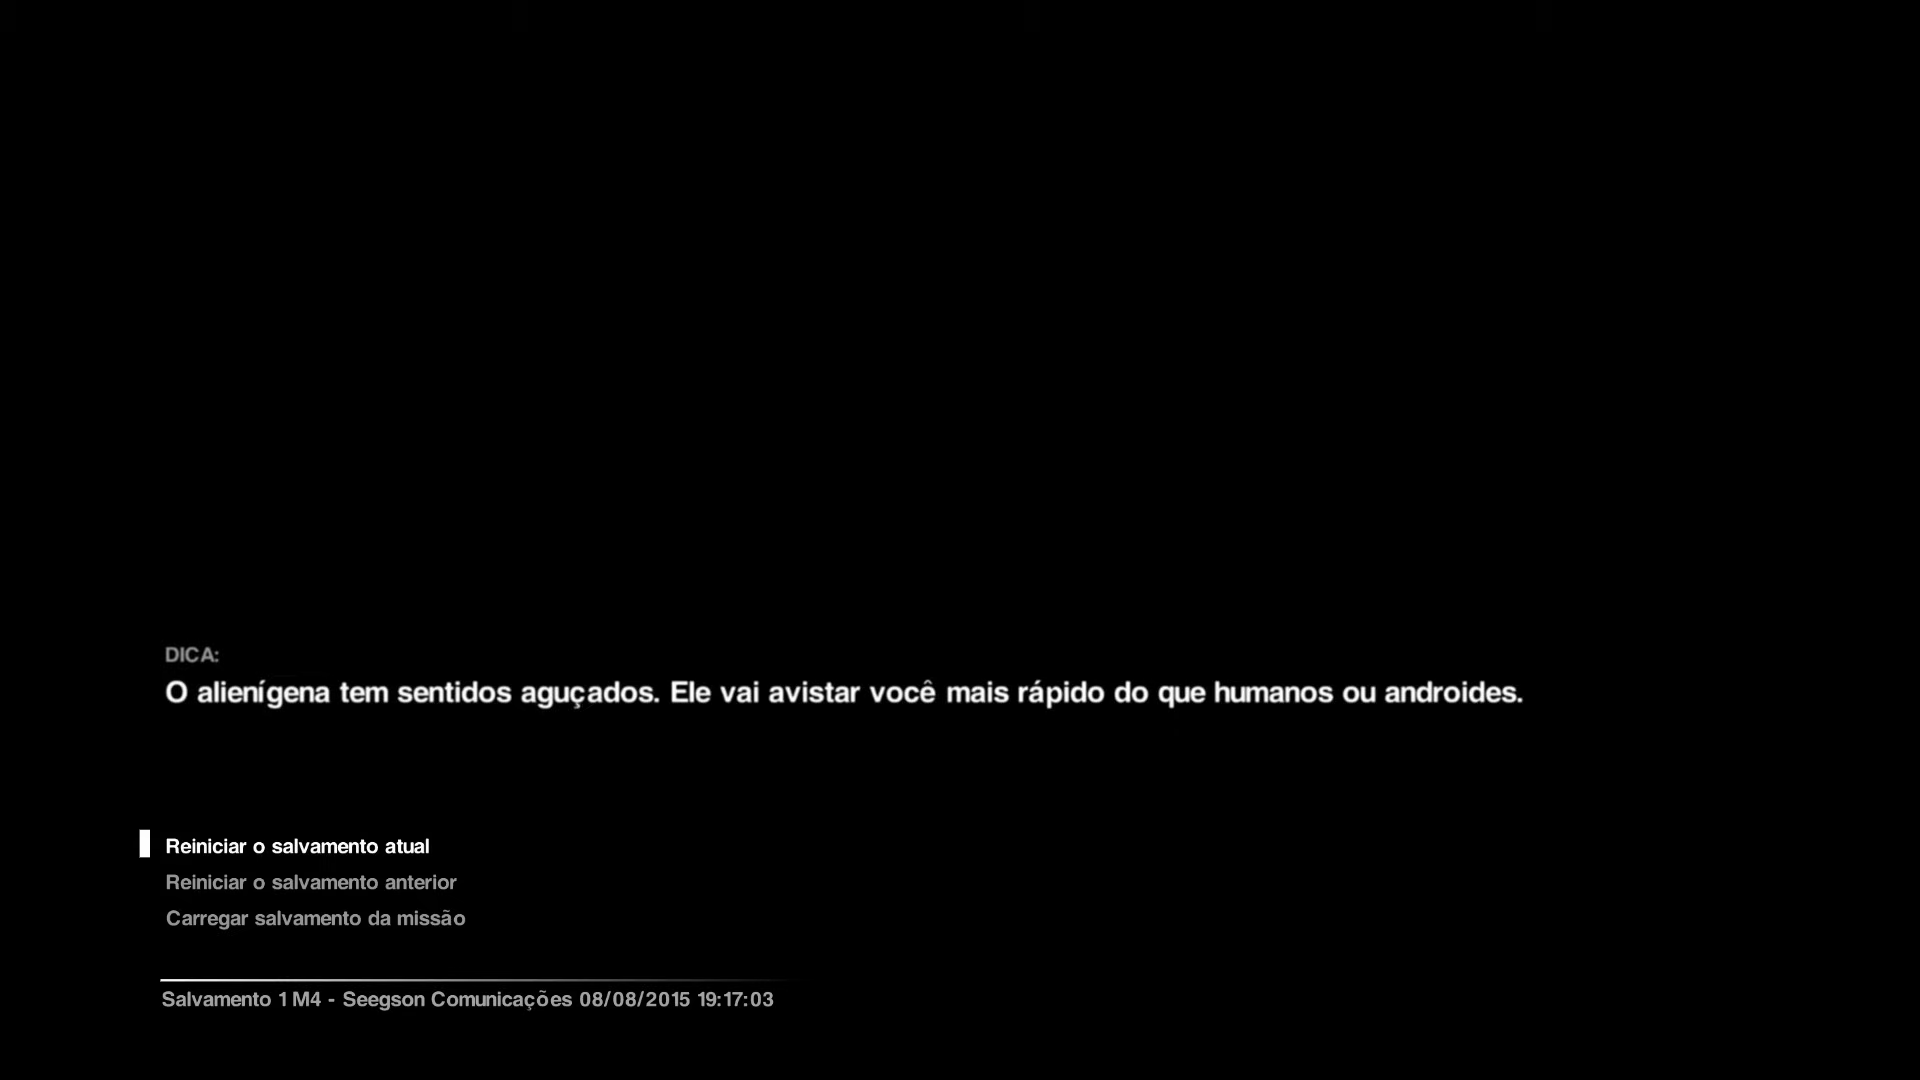 DICA:
O alienígena tem sentidos aguçados. Ele vai avistar você mais rápido do que humanos ou androides.
Reiniciar o salvamento atual
Reiniciar o salvamento anterior
Carregar salvamento da missão
Salvamento 1 M4 - Seegson Comunicações 08/08/2015 19:17:03